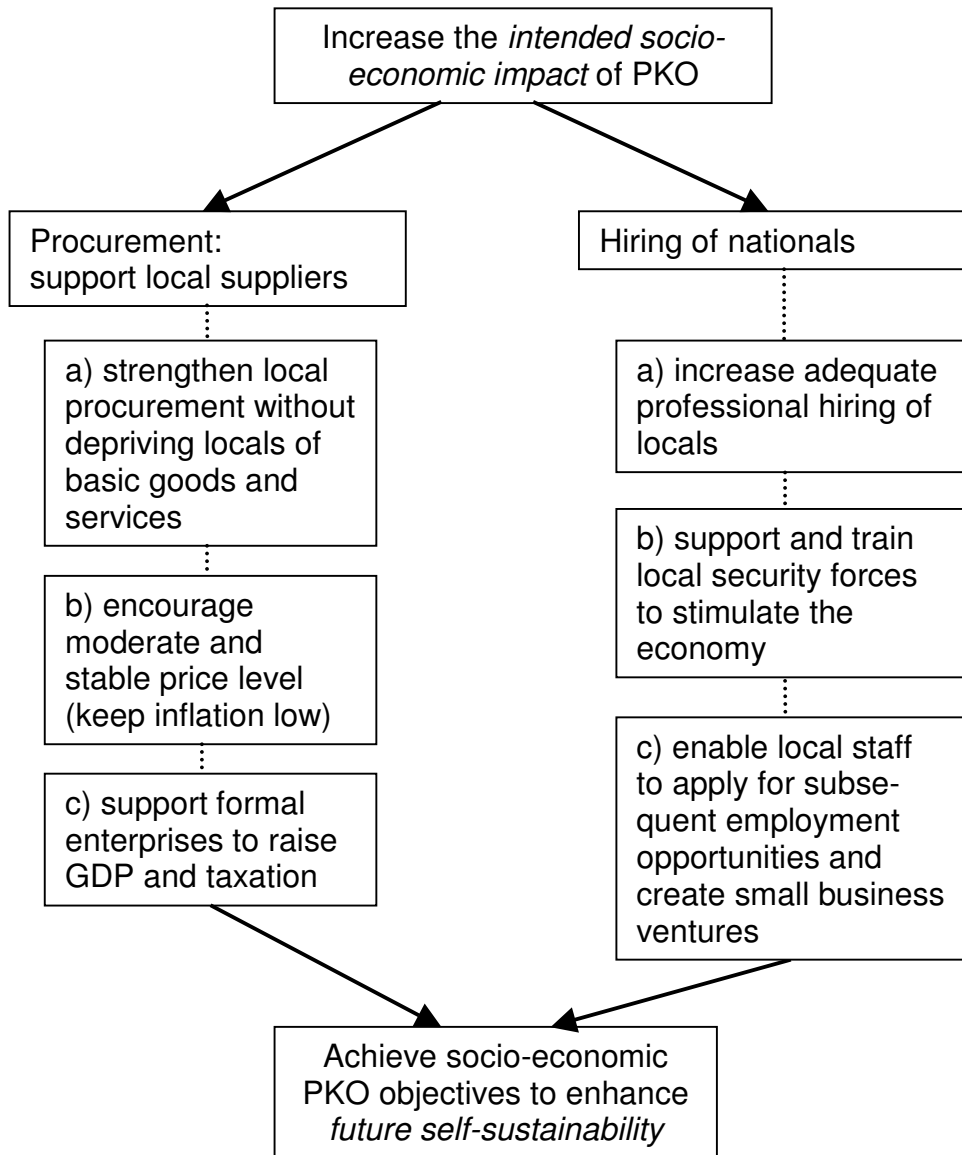 Increase the intended socio-
economic impact of PKO
Procurement:
support local suppliers
a) strengthen local
procurement without
depriving locals of
basic goods and
services
b) encourage
moderate and
stable price level
(keep inflation low)
c) support formal
enterprises to raise
GDP and taxation
Hiring of nationals
a) increase adequate
professional hiring of
locals
b) support and train
local security forces
to stimulate the
economy
c) enable local staff
to apply for subse-
quent employment
opportunities and
create small business
ventures
Achieve socio-economic
PKO objectives to enhance
future self-sustainability